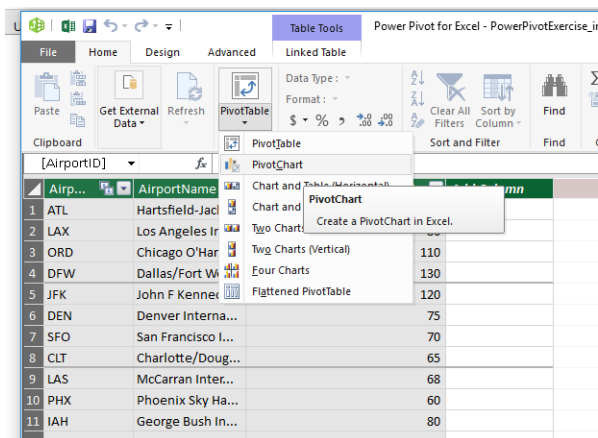 Table Tools Power Pivot for Excel - PowerPivotExercise_in
File Home Design Advanced Linked Table
Paste
Clipboard
Get External Data
Refresh
PivotTable
Data Type :
Format :
$ % , .00
Clear All Filters
Sort by Column
Sort and Filter
Find
Find
[AirportID] fx
PivotTable
PivotChart
Chart and Table (Horizontal)
Chart and
Two Charts
Two Charts (Vertical)
Four Charts
Flattened PivotTable
PivotChart
Create a PivotChart in Excel.
Airp... AirportName Add Column
1 ATL Hartsfield-Jac
2 LAX Los Angeles Ir
3 ORD Chicago O'Har 110
4 DFW Dallas/Fort W 130
5 JFK John F Kenned 120
6 DEN Denver Interna... 75
7 SFO San Francisco I... 70
8 CLT Charlotte/Doug... 65
9 LAS McCarran Inter... 68
10 PHX Phoenix Sky Ha... 60
11 IAH George Bush In... 80